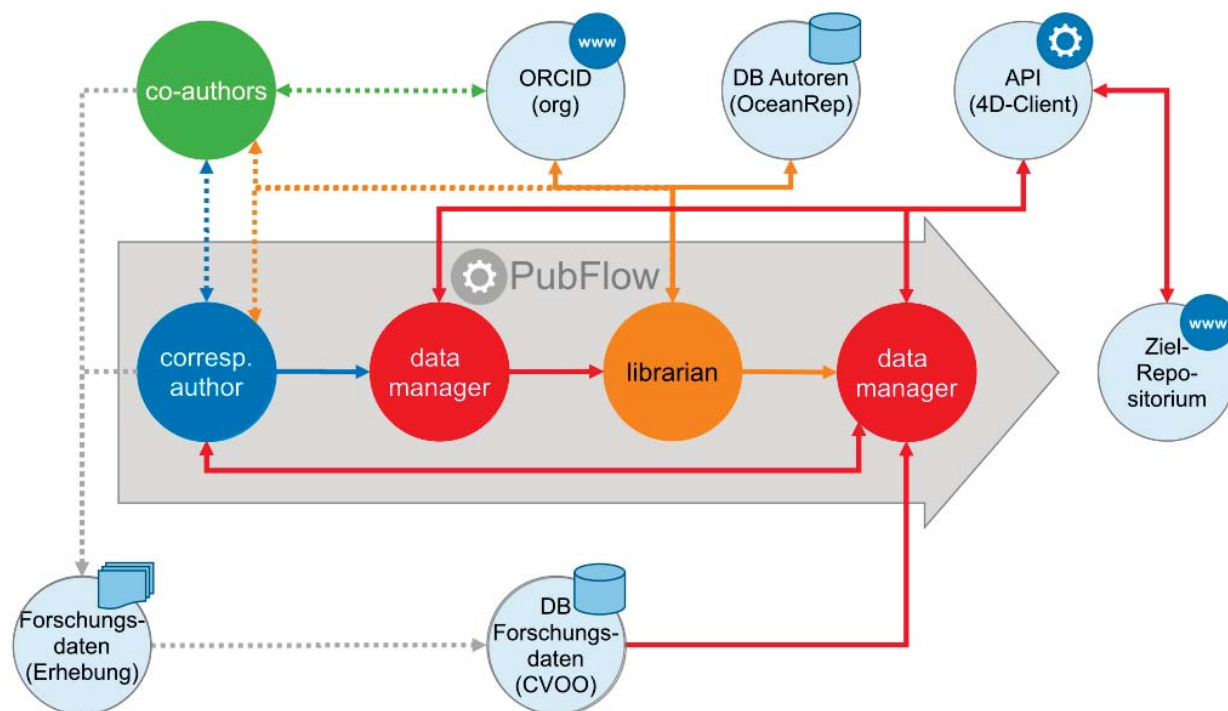 co-authors
ORCID
(org)
www
DB Autoren
(OceanRep)
API
(4D-Client)
PubFlow
corresp.
author
data
manager
librarian
data
manager
www
Ziel-
Repo-
sitorium
Forschungs-
daten
(Erhebung)
DB
Forschungs-
daten
(CVOO)